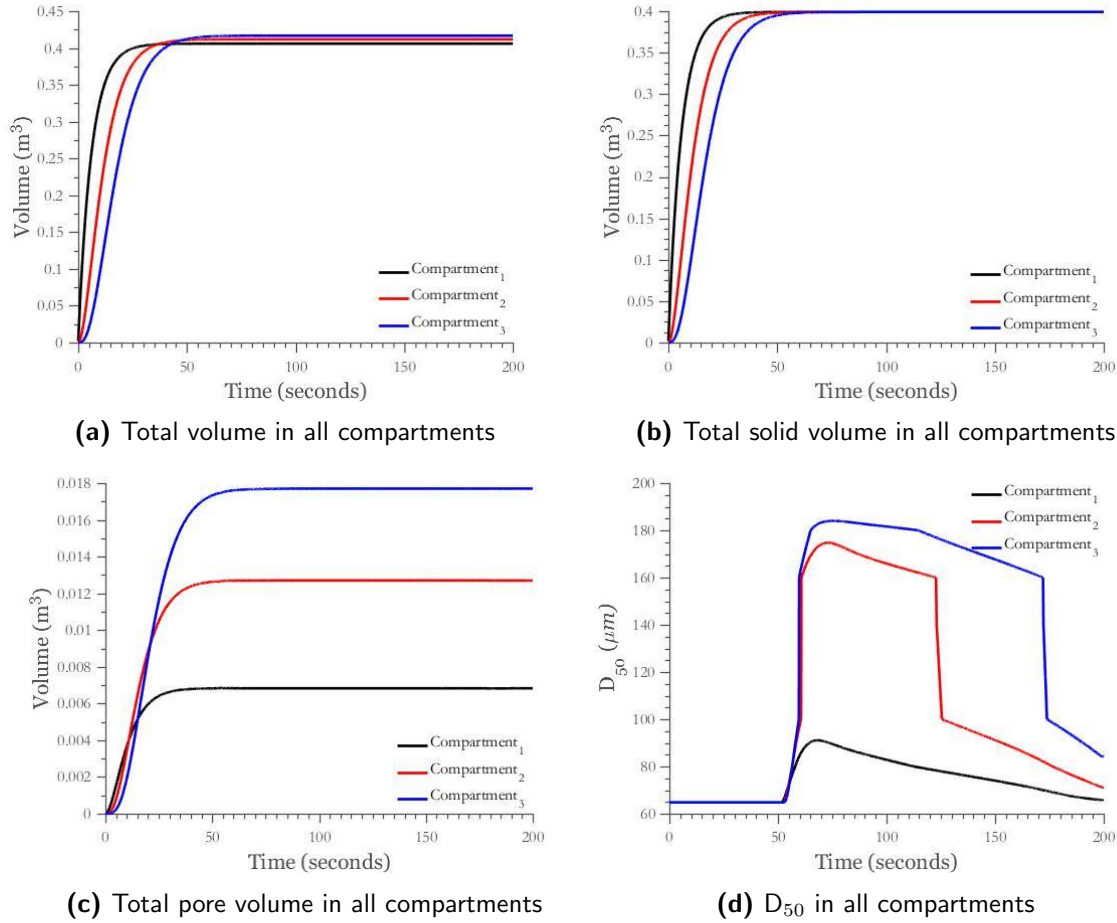 0.45
0.4
0.35
0.3
0.25
0.2
0.15
0.1
0.05
0
Volume (m³)
0 50 100 150 200
Time (seconds)
Compartment₁
Compartment₂
Compartment₃
(a) Total volume in all compartments
0.4
0.35
0.3
0.25
0.2
0.15
0.1
0.05
0
Volume (m³)
0 50 100 150 200
Time (seconds)
Compartment₁
Compartment₂
Compartment₃
(b) Total solid volume in all compartments
0.018
0.016
0.014
0.012
0.01
0.008
0.006
0.004
0.002
0
Volume (m³)
0 50 100 150 200
Time (seconds)
Compartment₁
Compartment₂
Compartment₃
(c) Total pore volume in all compartments
200
180
160
140
120
100
80
60
D₅₀ (μm)
0 50 100 150 200
Time (seconds)
Compartment₁
Compartment₂
Compartment₃
(d) D₅₀ in all compartments